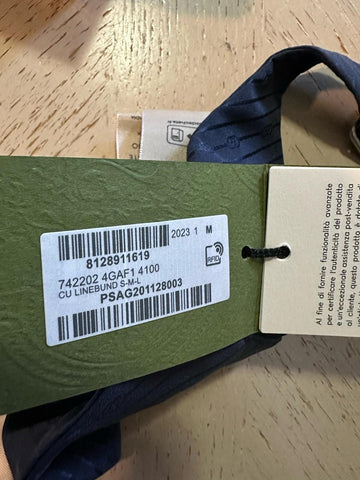 2023 1 M
8128911619
RFID
742202 4GAF1 4100
CU LINEBUND S-M-L
PSAG201128003
Al fine di fornire funzionalità avanzate
per certificare l'autenticità del prodotto
e un'eccezionale assistenza post-vendita
al cliente, questo prodotto è dotato di